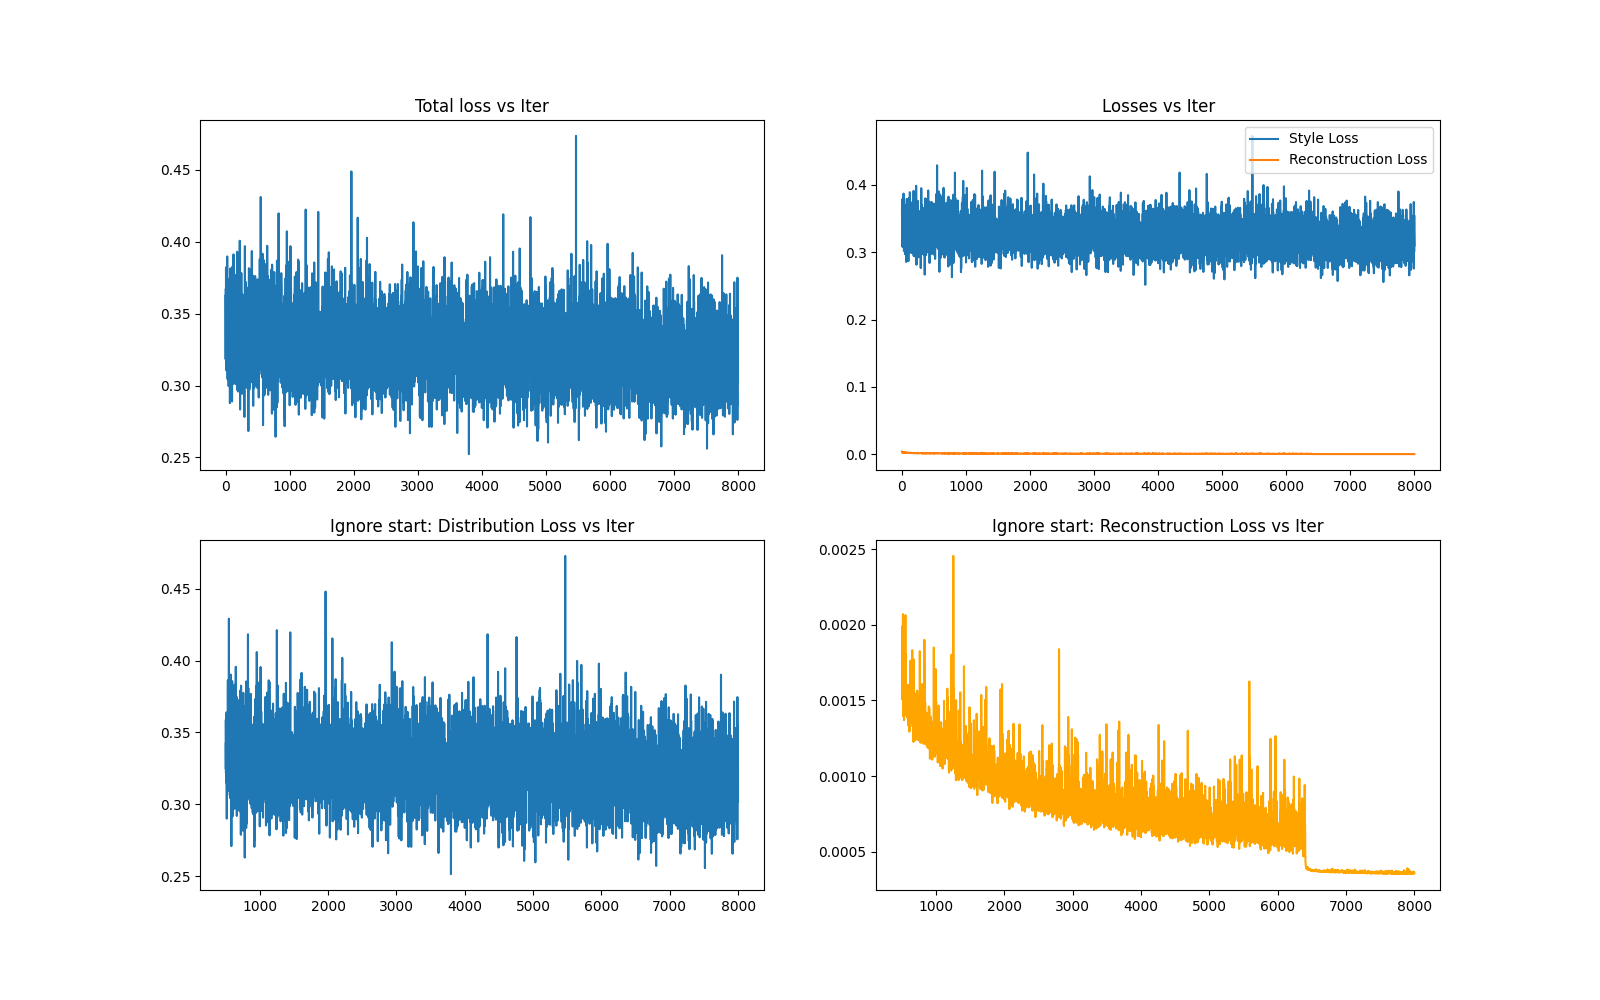 Total loss vs Iter
0.45
0.40
0.35
0.30
0.25
0 1000 2000 3000 4000 5000 6000 7000 8000
Losses vs Iter
Style Loss
Reconstruction Loss
0.4
0.3
0.2
0.1
0.0
0 1000 2000 3000 4000 5000 6000 7000 8000
Ignore start: Distribution Loss vs Iter
0.45
0.40
0.35
0.30
0.25
1000 2000 3000 4000 5000 6000 7000 8000
Ignore start: Reconstruction Loss vs Iter
0.0025
0.0020
0.0015
0.0010
0.0005
1000 2000 3000 4000 5000 6000 7000 8000